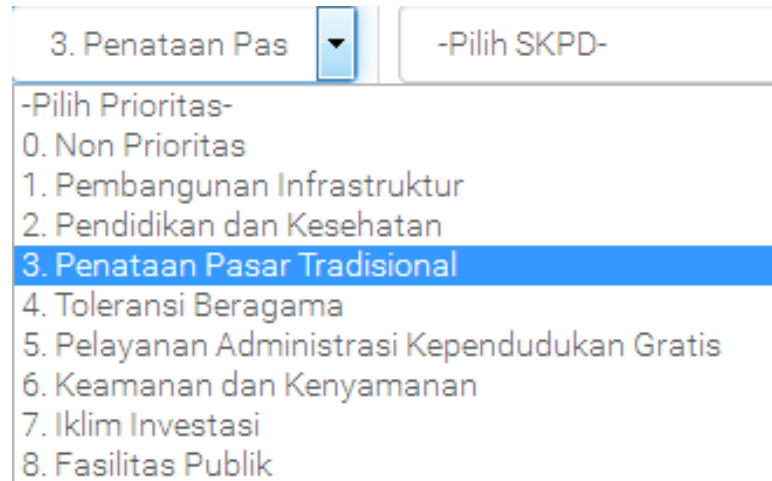 3. Penataan Pas
-Pilih SKPD-
-Pilih Prioritas-
0. Non Prioritas
1. Pembangunan Infrastruktur
2. Pendidikan dan Kesehatan
3. Penataan Pasar Tradisional
4. Toleransi Beragama
5. Pelayanan Administrasi Kependudukan Gratis
6. Keamanan dan Kenyamanan
7. Iklim Investasi
8. Fasilitas Publik